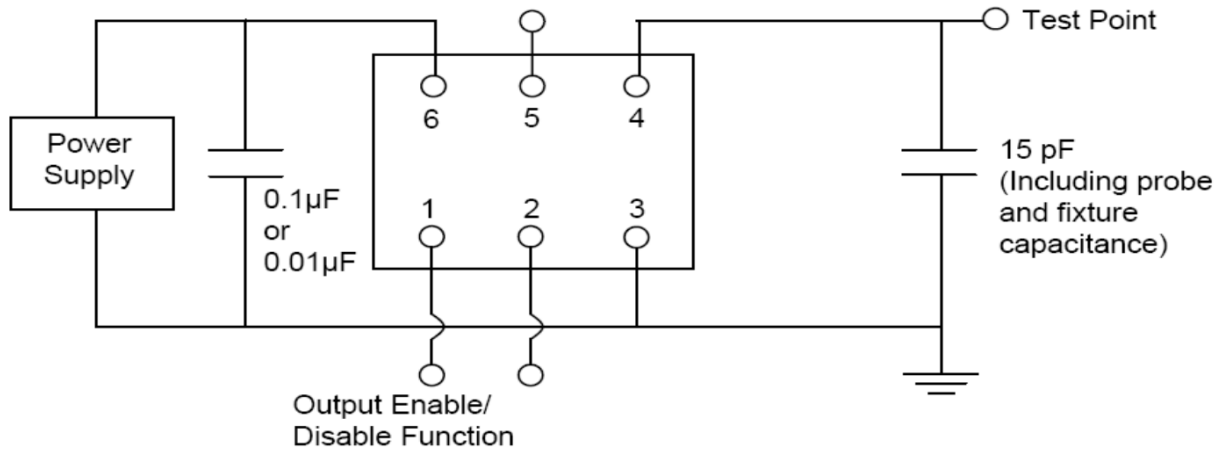 Test Point
6
5
4
Power
Supply
0.1µF
or
0.01µF
1
2
3
15 pF
(Including probe
and fixture
capacitance)
Output Enable/
Disable Function